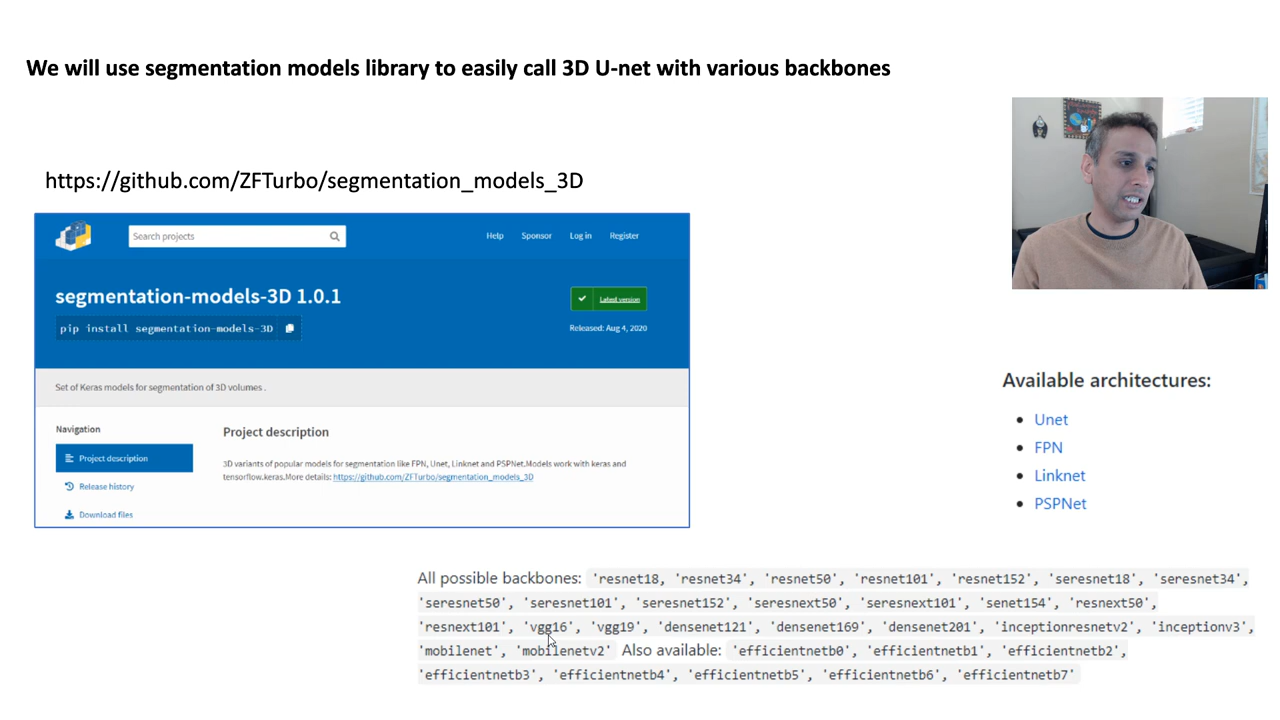 We will use segmentation models library to easily call 3D U-net with various backbones
https://github.com/ZFTurbo/segmentation_models_3D
Search projects
Help Sponsor Log in Register
segmentation-models-3D 1.0.1
Latest version
pip install segmentation-models-3D
Released: Aug 4, 2020
Set of Keras models for segmentation of 3D volumes .
Navigation
Project description
Release history
Download files
Project description
3D variants of popular models for segmentation like FPN, Unet, Linknet and PSPNet.Models work with keras and
tensorflow.keras.More details: https://github.com/ZFTurbo/segmentation_models_3D
Available architectures:
Unet
FPN
Linknet
PSPNet
All possible backbones: 'resnet18, 'resnet34', 'resnet50', 'resnet101', 'resnet152', 'seresnet18', 'seresnet34',
'seresnet50', 'seresnet101', 'seresnet152', 'seresnext50', 'seresnext101', 'senet154', 'resnext50',
'resnext101', 'vgg16', 'vgg19', 'densenet121', 'densenet169', 'densenet201', 'inceptionresnetv2', 'inceptionv3',
'mobilenet', 'mobilenetv2' Also available: 'efficientnetb0', 'efficientnetb1', 'efficientnetb2',
'efficientnetb3', 'efficientnetb4', 'efficientnetb5', 'efficientnetb6', 'efficientnetb7'